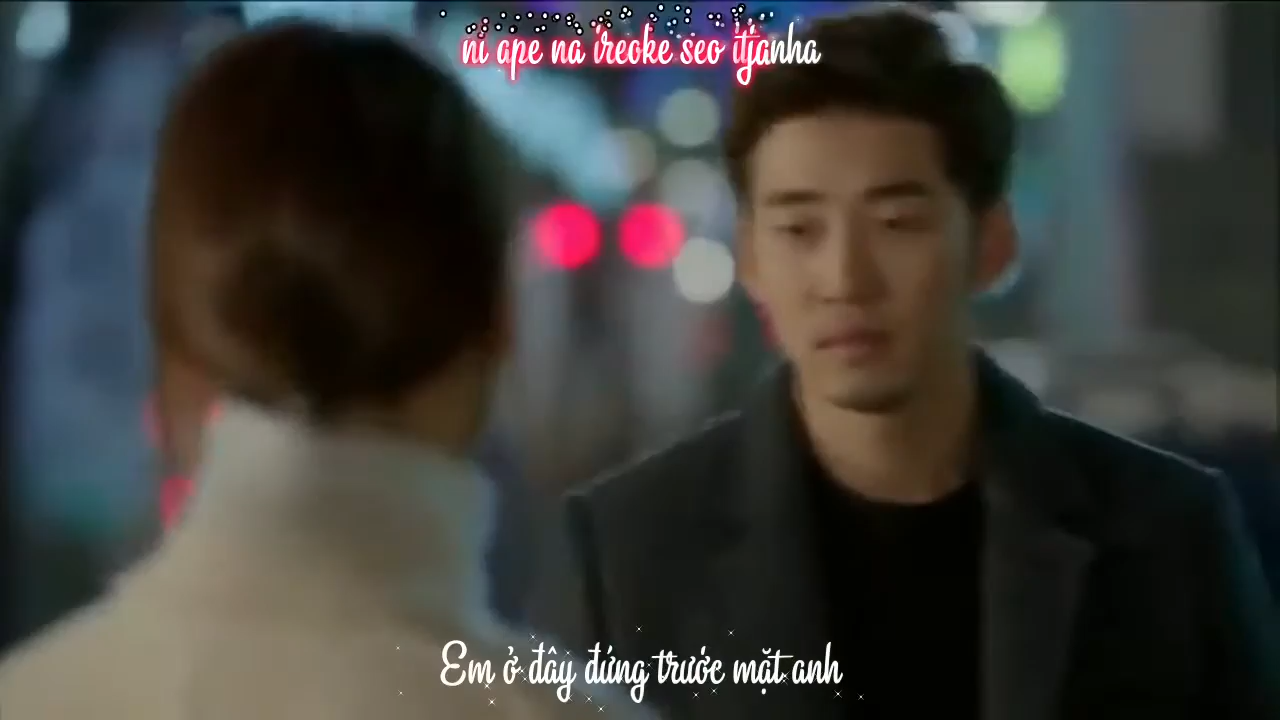 ni ape na ireoke seo itjanha
Em ở đây đứng trước mặt anh